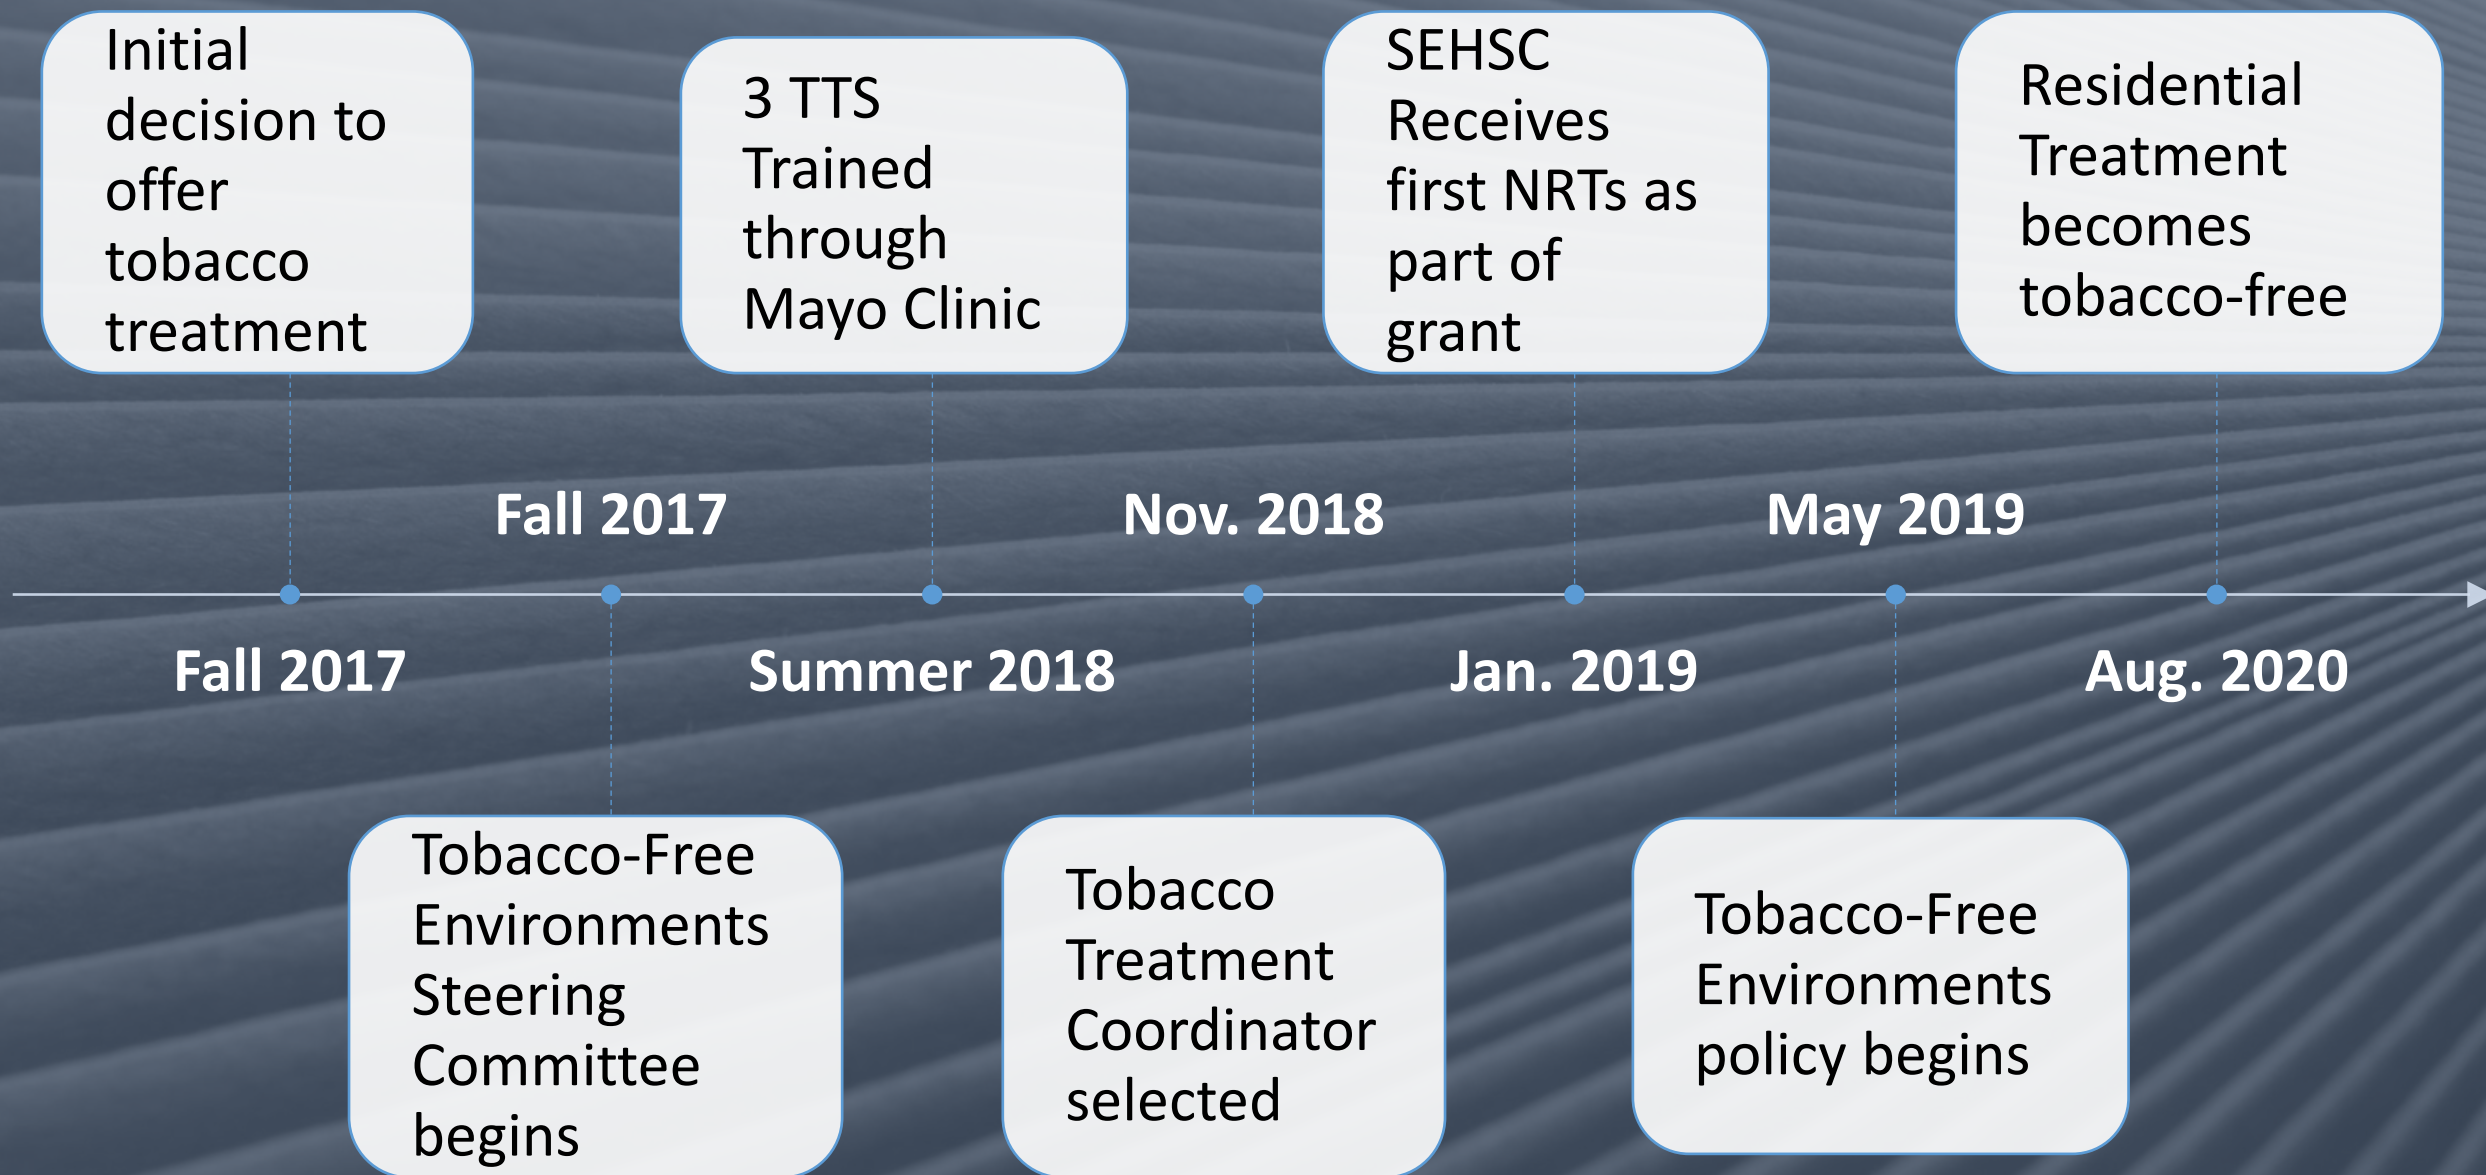 Initial
decision to
offer
tobacco
treatment
3 TTS
Trained
through
Mayo Clinic
SEHSC
Receives
first NRTs as
part of
grant
Residential
Treatment
becomes
tobacco-free
Fall 2017
Nov. 2018
May 2019
Fall 2017
Summer 2018
Jan. 2019
Aug. 2020
Tobacco-Free
Environments
Steering
Committee
begins
Tobacco
Treatment
Coordinator
selected
Tobacco-Free
Environments
policy begins